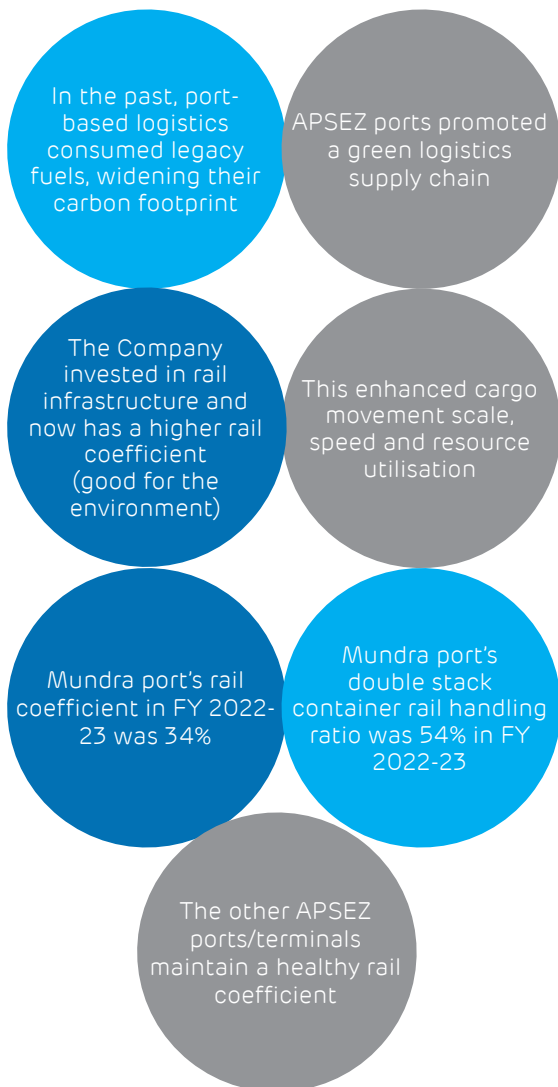 In the past, port-
based logistics
consumed legacy
fuels, widening their
carbon footprint
APSEZ ports promoted
a green logistics
supply chain
The Company
invested in rail
infrastructure and
now has a higher rail
coefficient
(good for the
environment)
This enhanced cargo
movement scale,
speed and resource
utilisation
Mundra port's rail
coefficient in FY 2022-
23 was 34%
Mundra port's
double stack
container rail handling
ratio was 54% in FY
2022-23
The other APSEZ
ports/terminals
maintain a healthy rail
coefficient